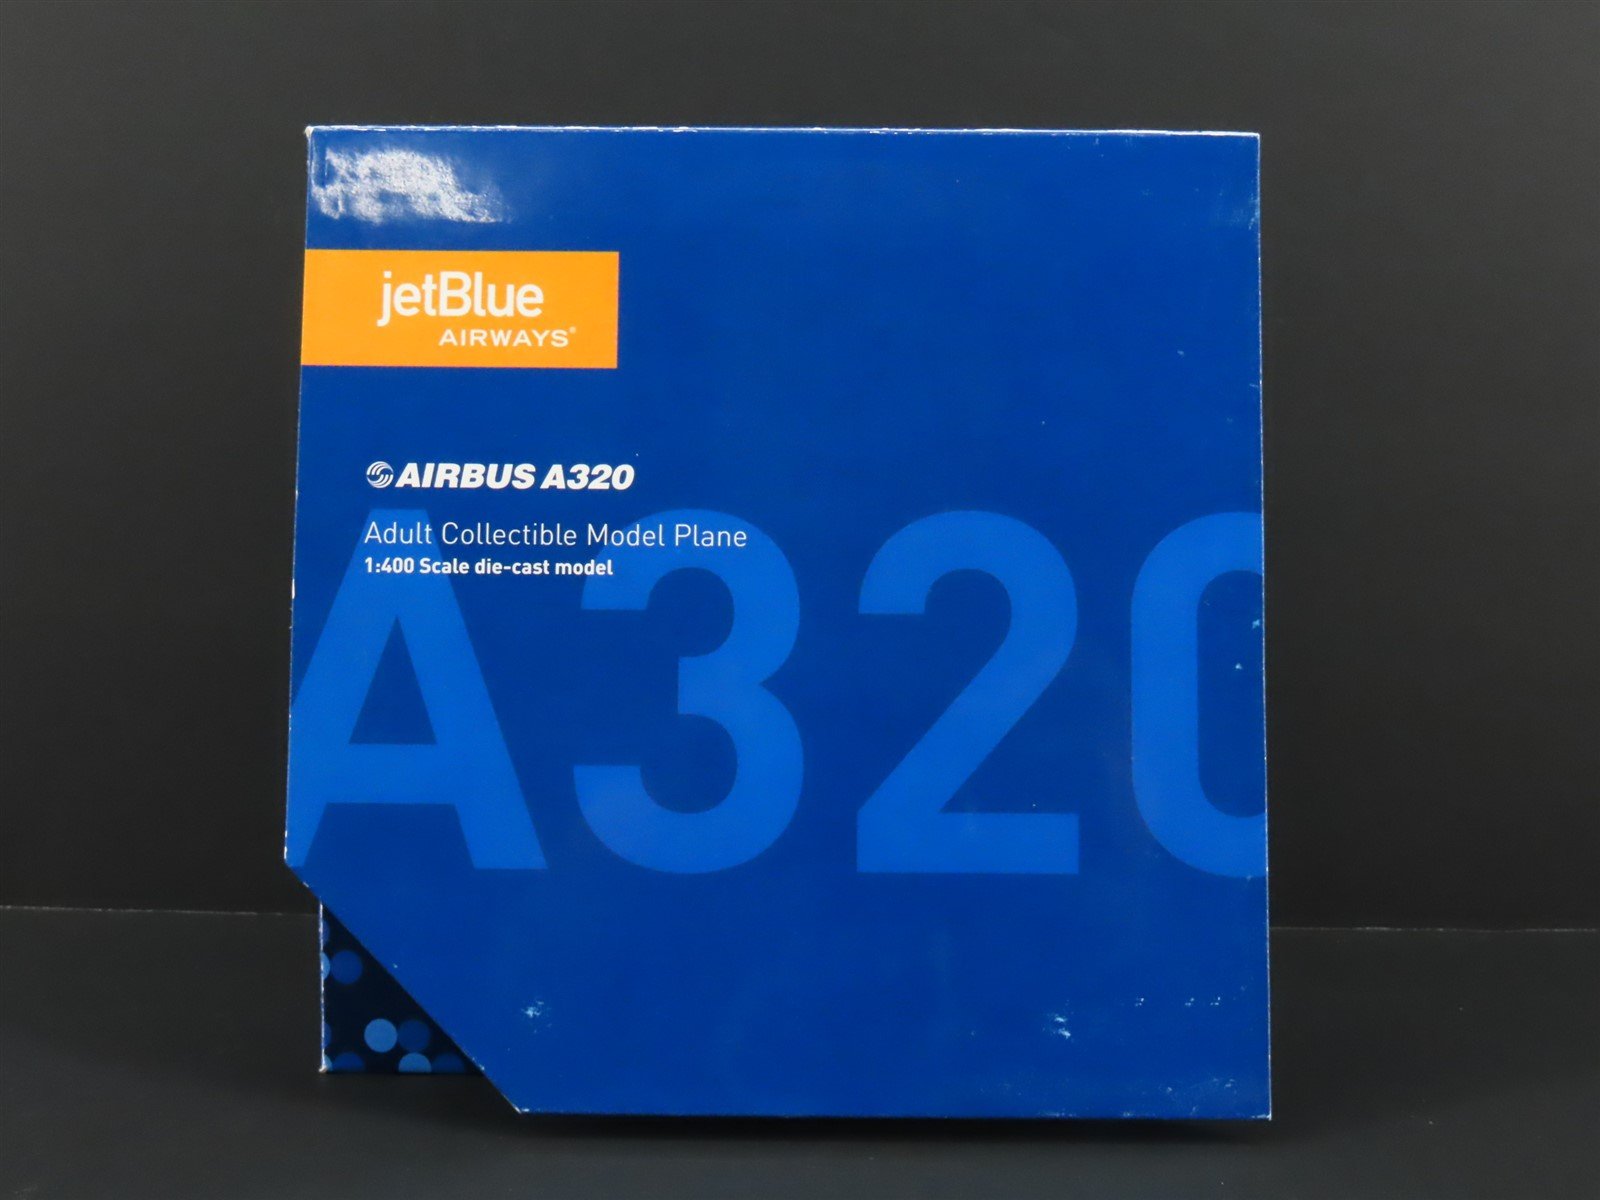 jetBlue
AIRWAYS®
AIRBUS A320
Adult Collectible Model Plane
1:400 Scale die-cast model
A320